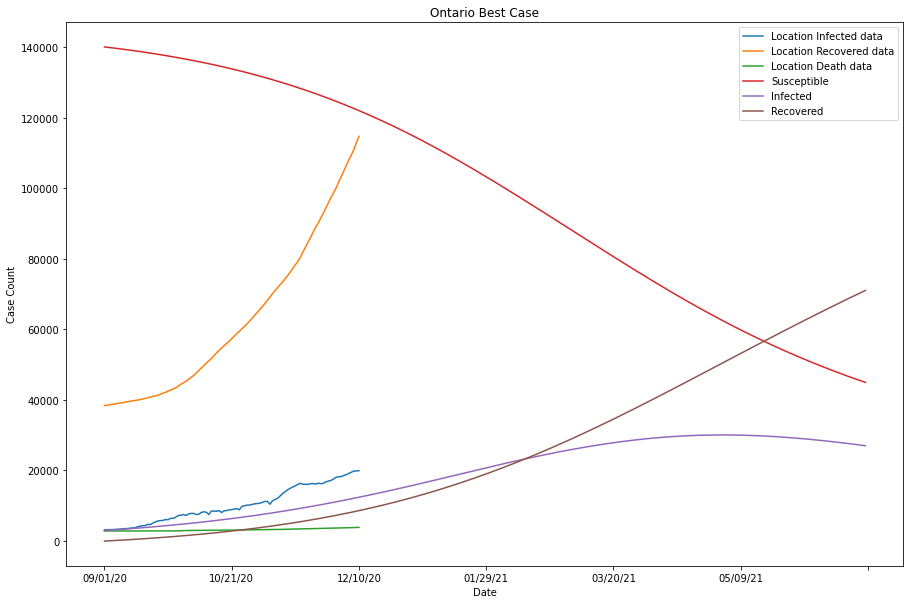 Ontario Best Case
Location Infected data
Location Recovered data
Location Death data
Susceptible
Infected
Recovered
Case Count
140000
120000
100000
80000
60000
40000
20000
0
09/01/20
10/21/20
12/10/20
01/29/21
03/20/21
05/09/21
Date